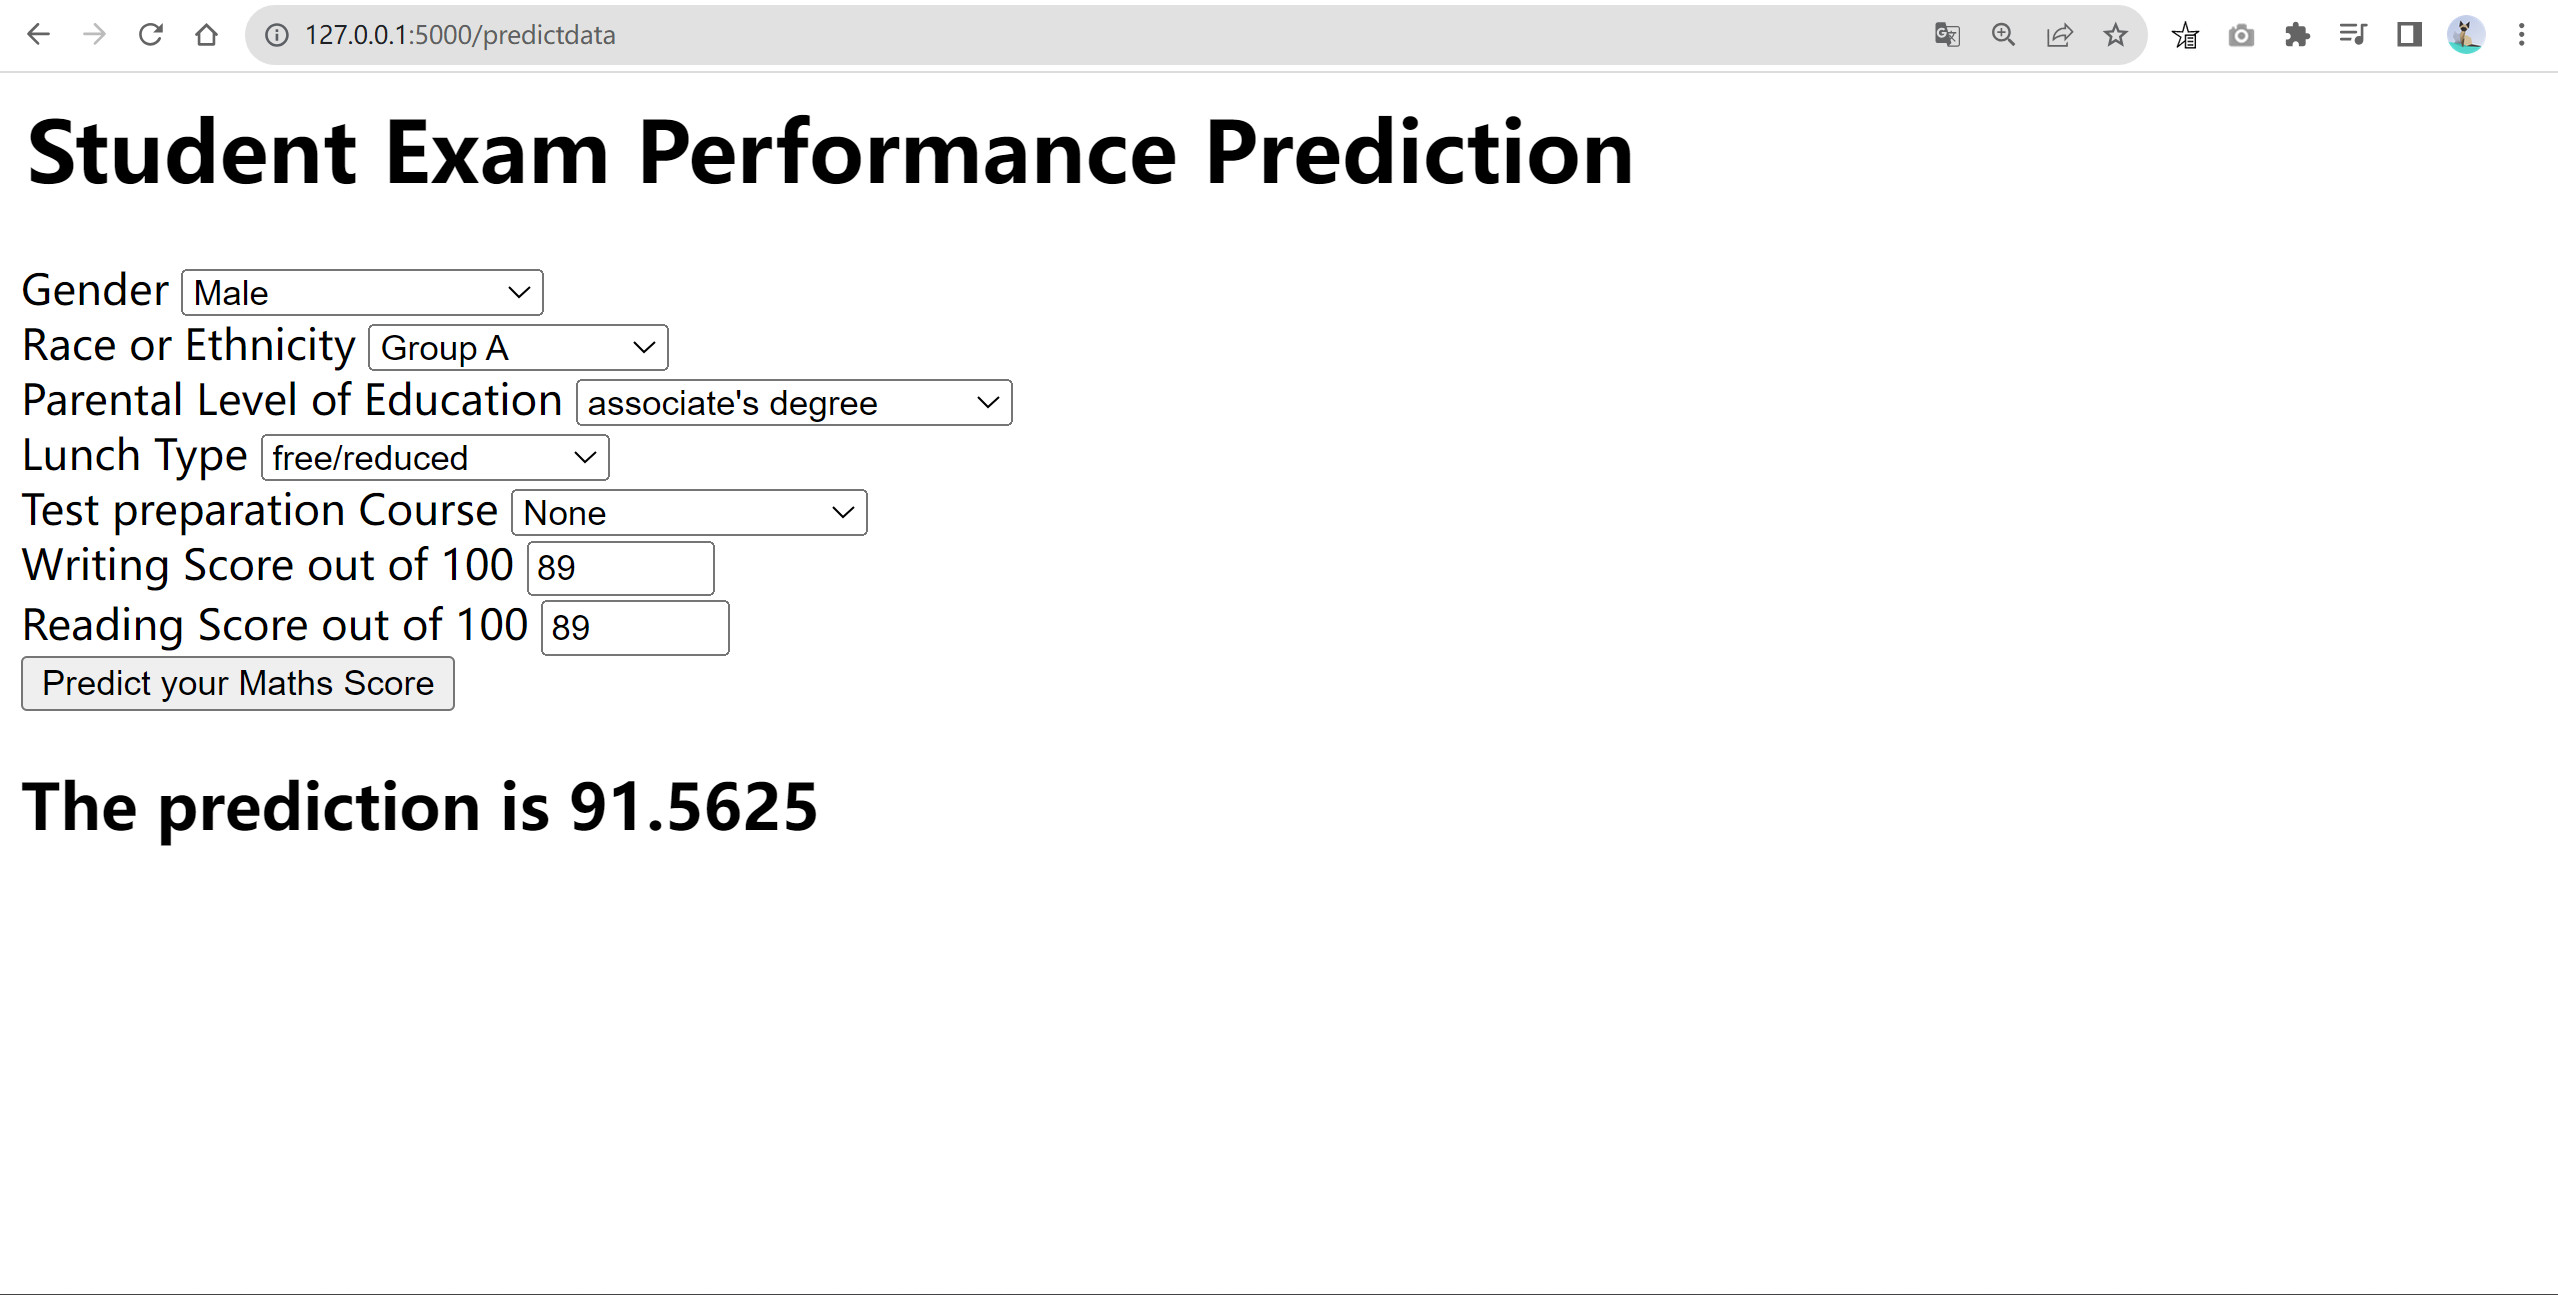 127.0.0.1:5000/predictdata
Student Exam Performance Prediction
Gender Male
Race or Ethnicity Group A
Parental Level of Education associate's degree
Lunch Type free/reduced
Test preparation Course None
Writing Score out of 100 89
Reading Score out of 100 89
Predict your Maths Score
The prediction is 91.5625